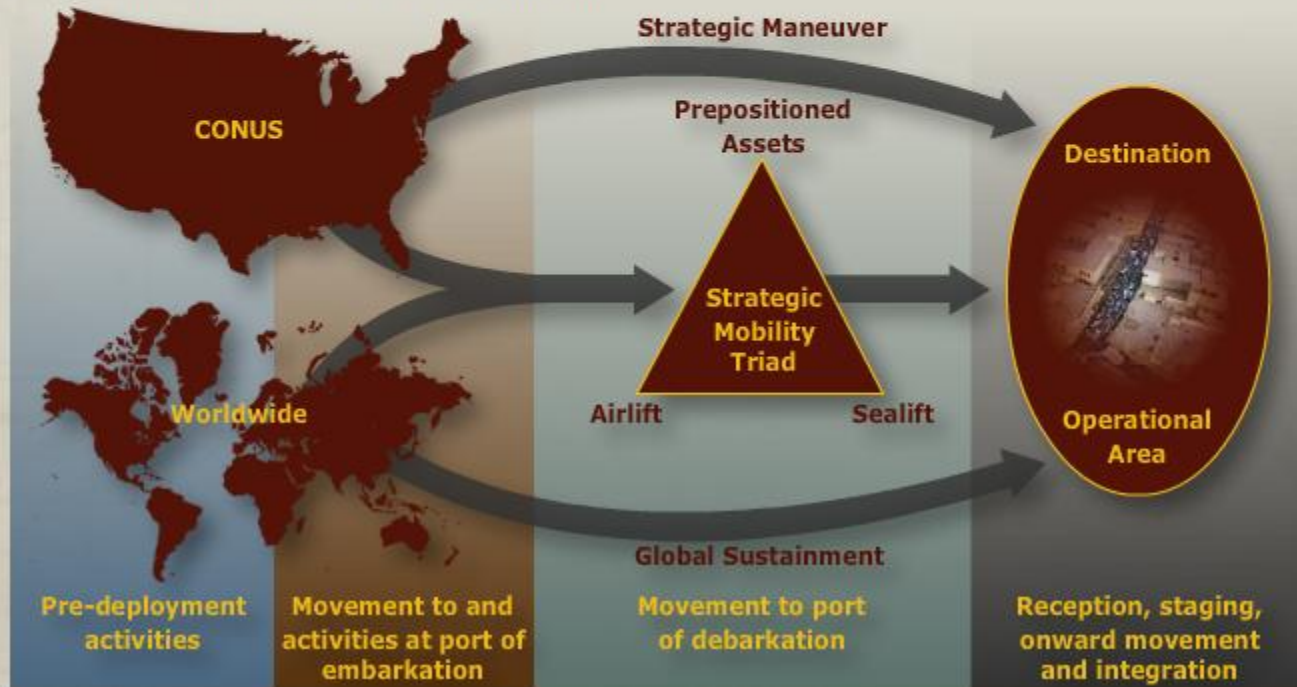 Strategic Maneuver
CONUS
Prepositioned
Assets
Destination
Strategic
Mobility
Triad
Worldwide
Airlift
Sealift
Operational
Area
Global Sustainment
Pre-deployment
activities
Movement to and
activities at port of
embarkation
Movement to port
of debarkation
Reception, staging,
onward movement
and integration